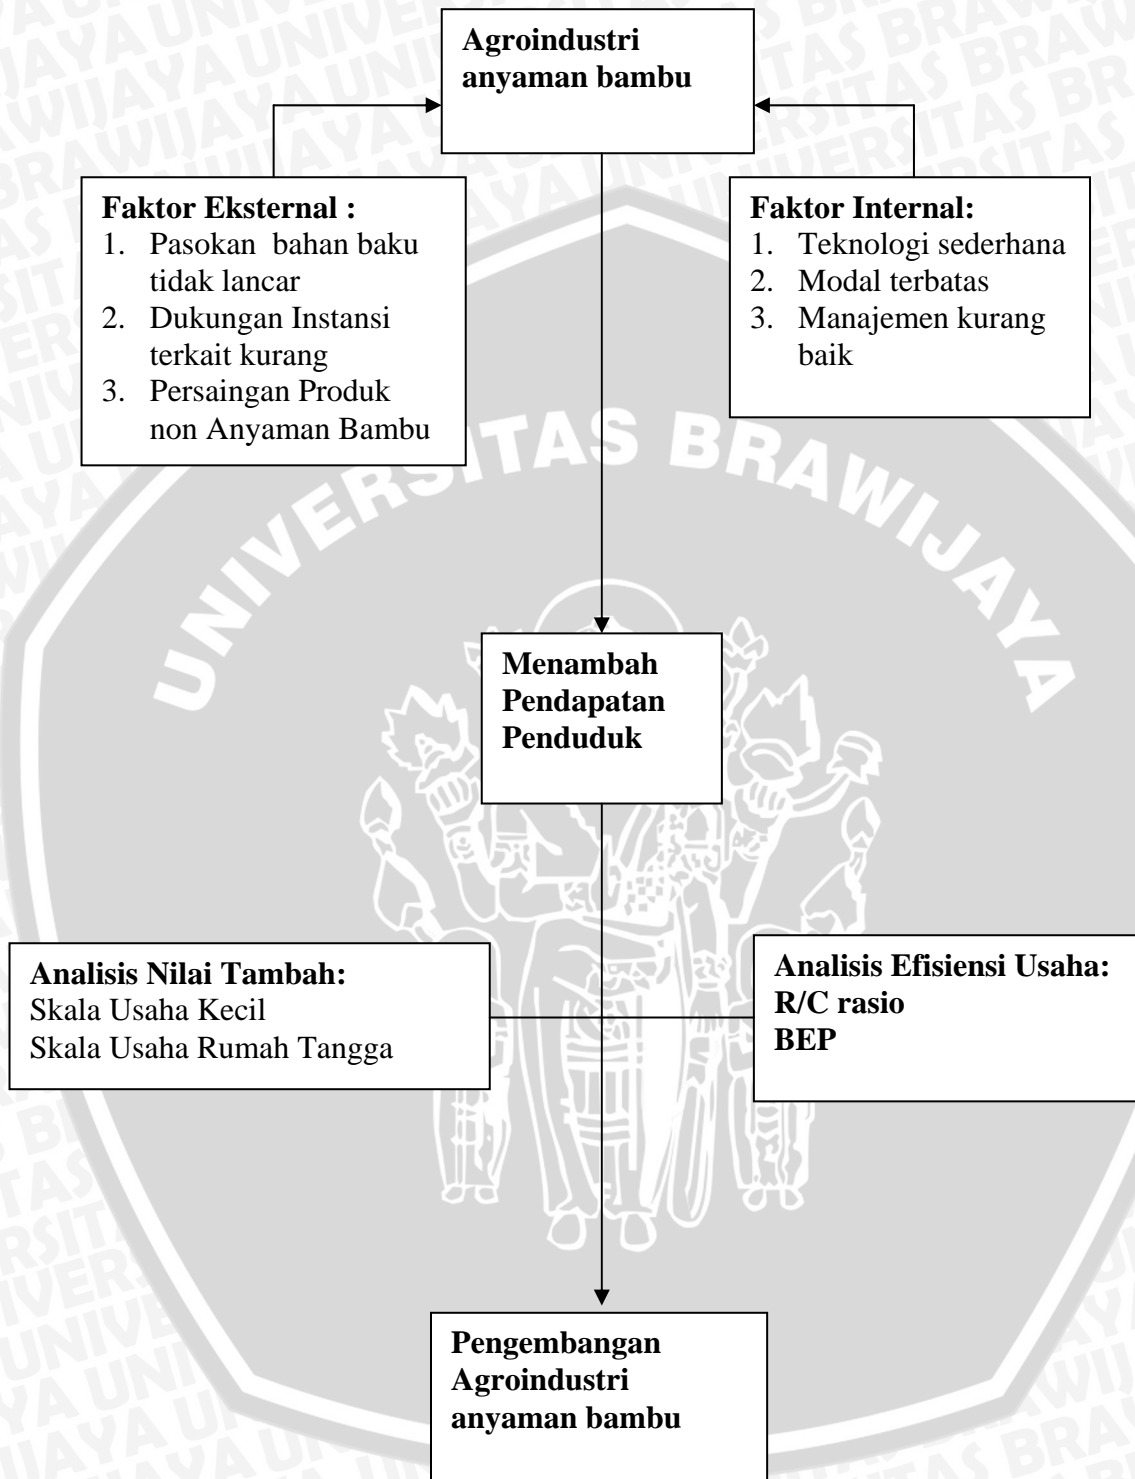 Agroindustri
anyaman bambu
Faktor Eksternal :
1. Pasokan bahan baku
tidak lancar
2. Dukungan Instansi
terkait kurang
3. Persaingan Produk
non Anyaman Bambu
Faktor Internal:
1. Teknologi sederhana
2. Modal terbatas
3. Manajemen kurang
baik
UNIVERSITAS BRAWIJAYA
Menambah
Pendapatan
Penduduk
Analisis Nilai Tambah:
Skala Usaha Kecil
Skala Usaha Rumah Tangga
Analisis Efisiensi Usaha:
R/C rasio
BEP
Pengembangan
Agroindustri
anyaman bambu